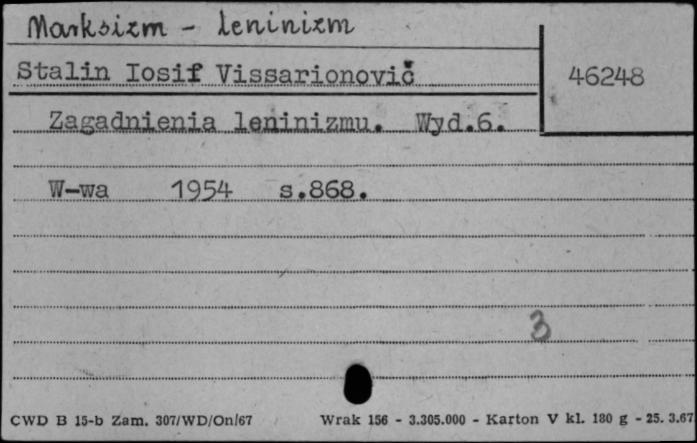 Marksizm - leninizm
Stalin Iosif Vissarionovič
46248
Zagadnienia leninizmu. Wyd.6.
W-wa 1954 s.868.
3
CWD B 15-b Zam. 307/WD/On/67 Wrak 156 - 3.305.000 - Karton V kl. 180 g - 25. 3.67